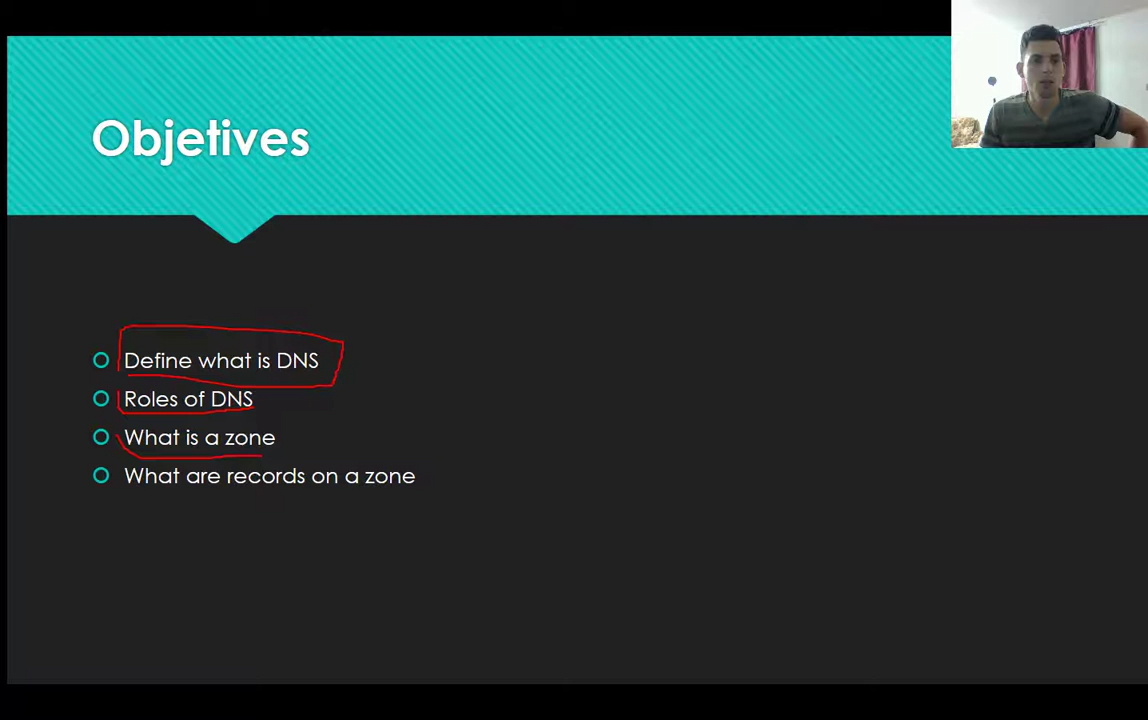 Objetives
Define what is DNS
Roles of DNS
What is a zone
What are records on a zone